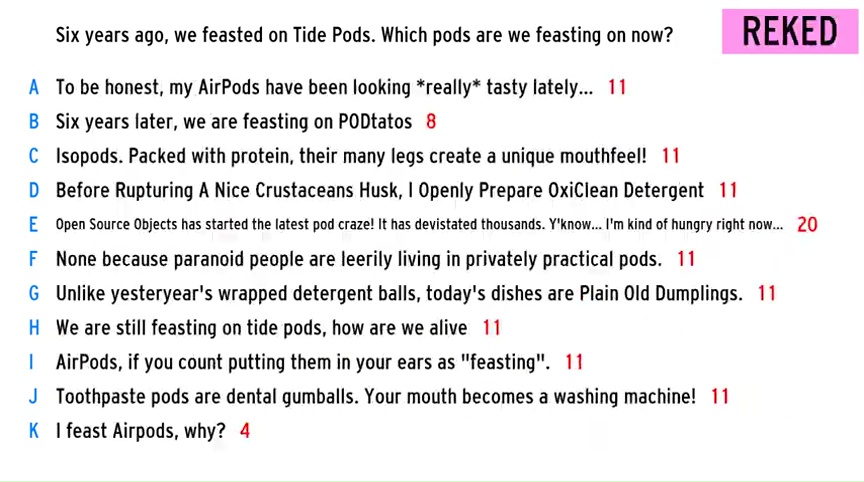 Six years ago, we feasted on Tide Pods. Which pods are we feasting on now?
REKED
A To be honest, my AirPods have been looking *really* tasty lately... 11
B Six years later, we are feasting on PODtatos 8
C Isopods. Packed with protein, their many legs create a unique mouthfeel! 11
D Before Rupturing A Nice Crustaceans Husk, I Openly Prepare OxiClean Detergent 11
E Open Source Objects has started the latest pod craze! It has devistated thousands. Y'know... I'm kind of hungry right now... 20
F None because paranoid people are leerily living in privately practical pods. 11
G Unlike yesteryear's wrapped detergent balls, today's dishes are Plain Old Dumplings. 11
H We are still feasting on tide pods, how are we alive 11
I AirPods, if you count putting them in your ears as "feasting". 11
J Toothpaste pods are dental gumballs. Your mouth becomes a washing machine! 11
K I feast Airpods, why? 4